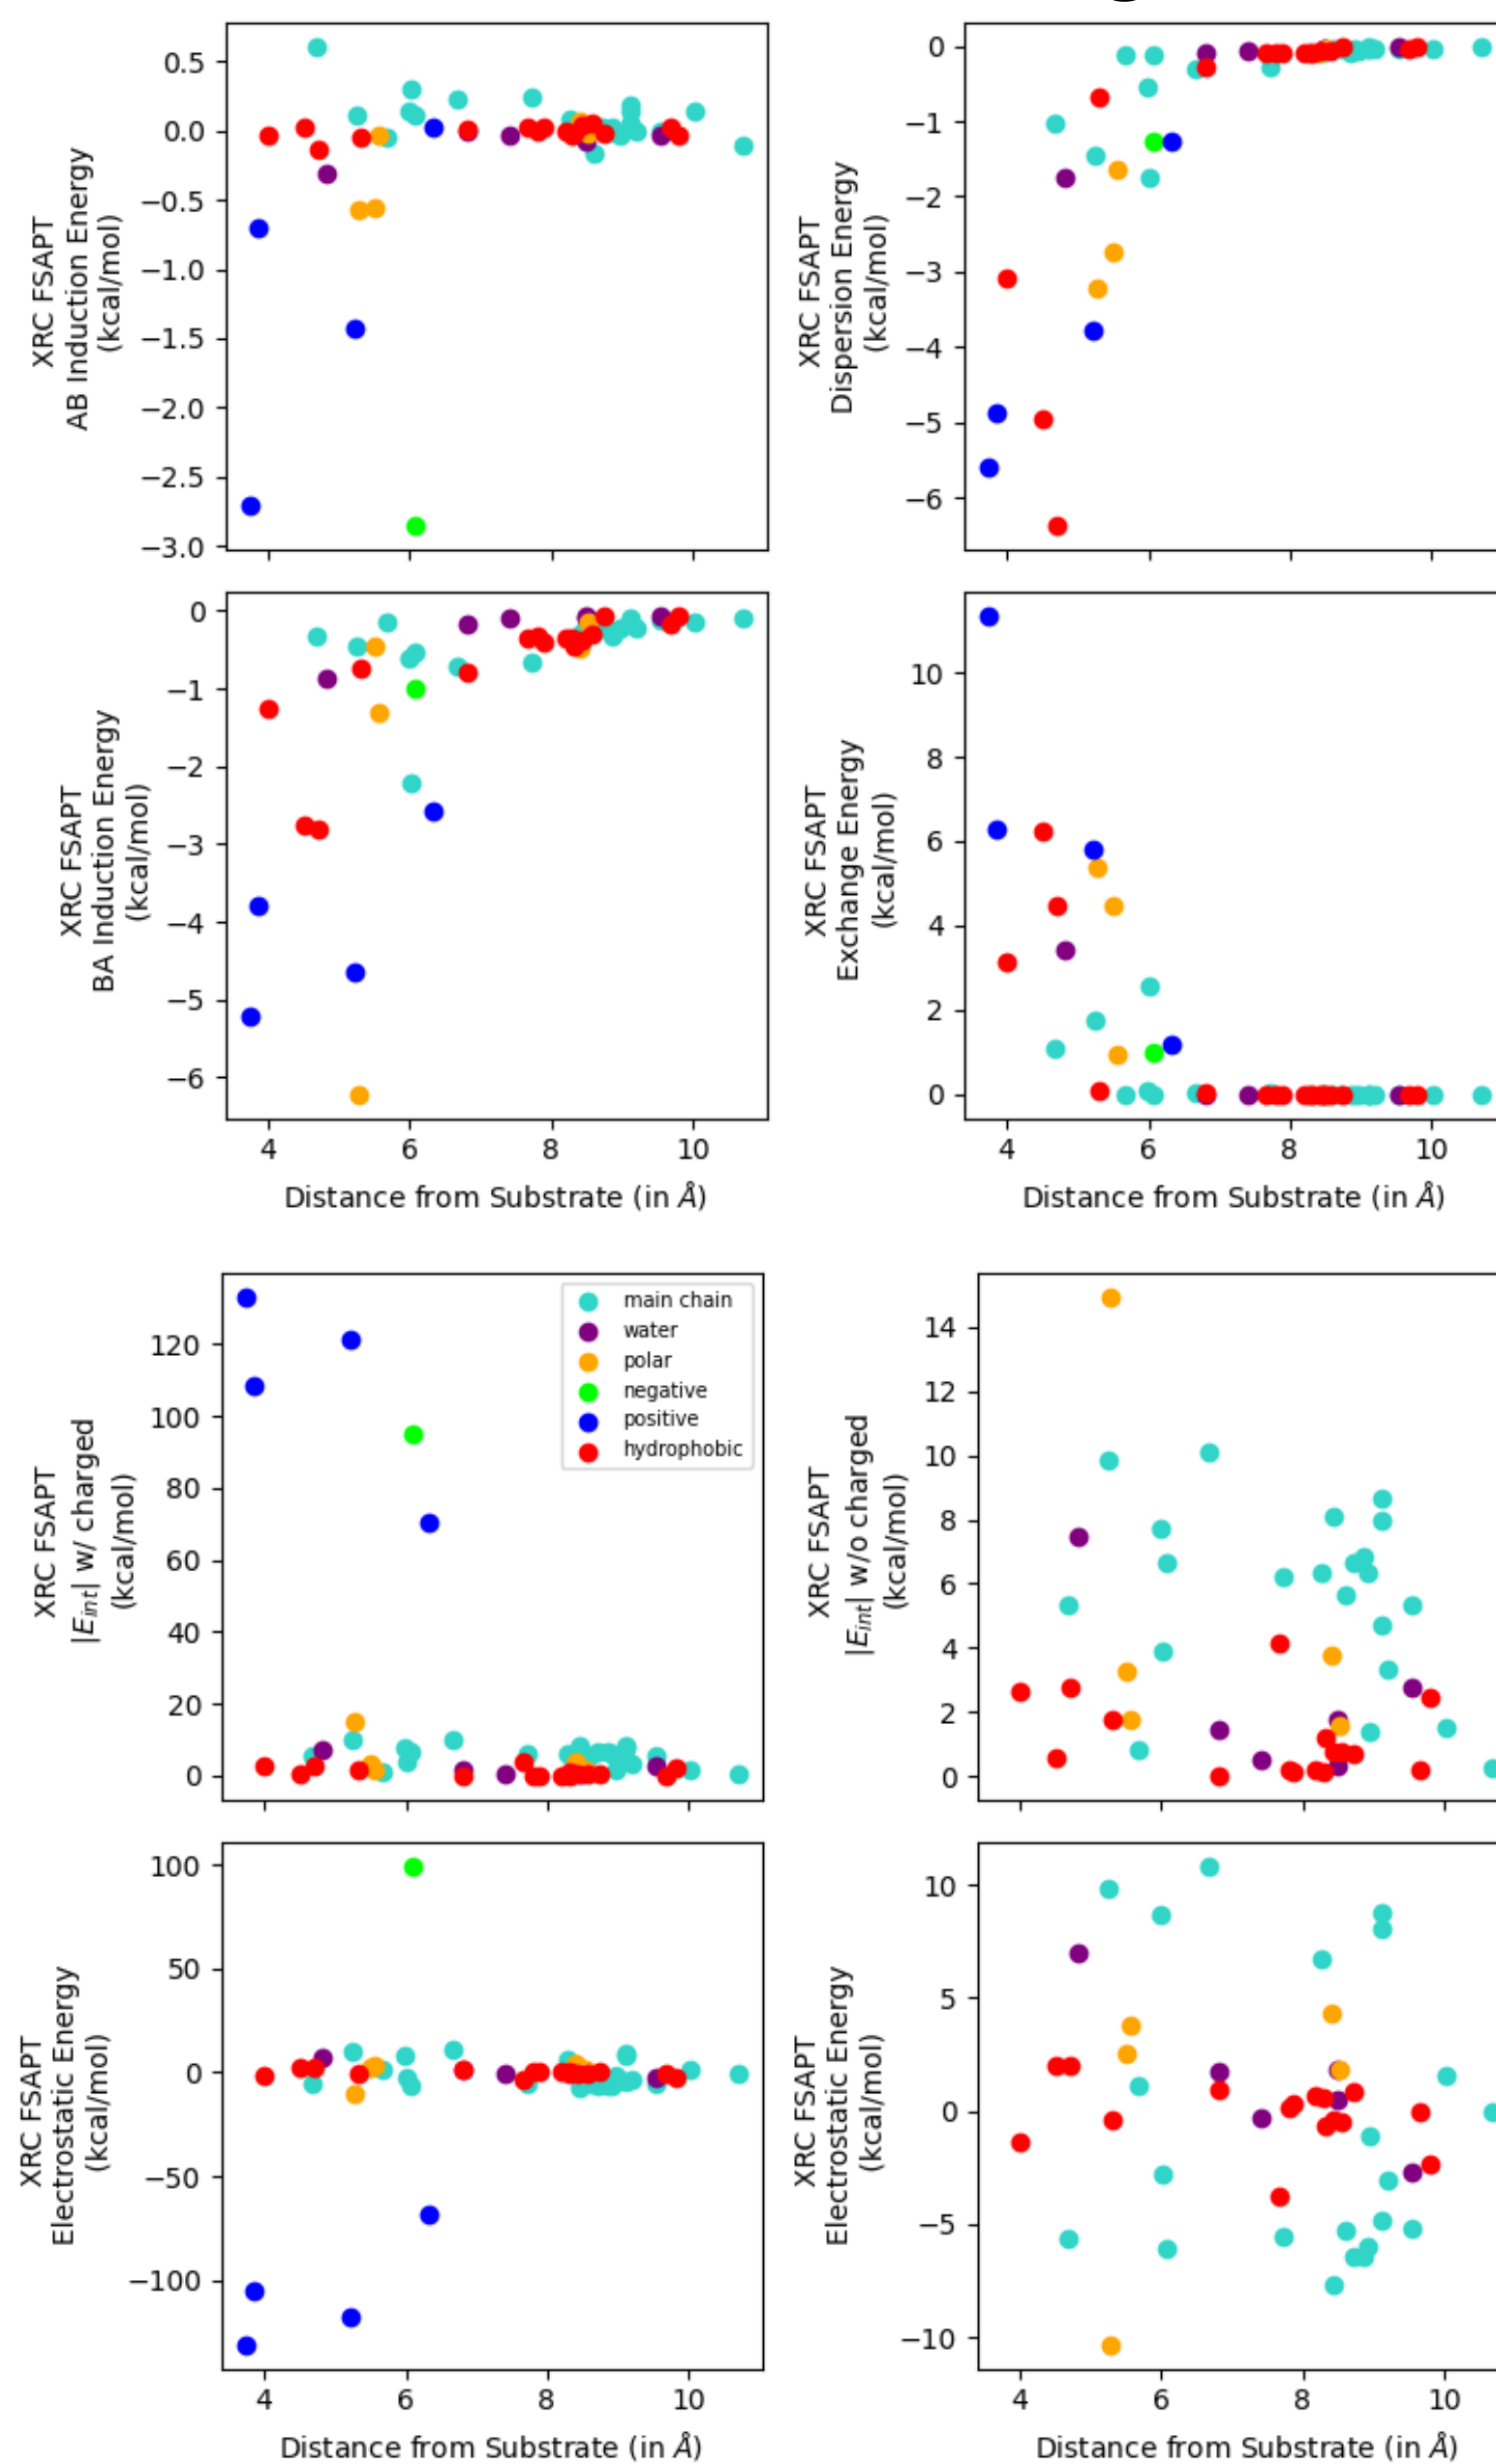 XRC FSAPT
AB Induction Energy
(kcal/mol)
0.5
0.0
−0.5
−1.0
−1.5
−2.0
−2.5
−3.0
XRC FSAPT
Dispersion Energy
(kcal/mol)
0
−1
−2
−3
−4
−5
−6
XRC FSAPT
BA Induction Energy
(kcal/mol)
0
−1
−2
−3
−4
−5
−6
4 6 8 10
Distance from Substrate (in Å)
XRC FSAPT
Exchange Energy
(kcal/mol)
10
8
6
4
2
0
4 6 8 10
Distance from Substrate (in Å)
XRC FSAPT
|Eint| w/ charged
(kcal/mol)
120
100
80
60
40
20
0
main chain
water
polar
negative
positive
hydrophobic
XRC FSAPT
|Eint| w/o charged
(kcal/mol)
14
12
10
8
6
4
2
0
XRC FSAPT
Electrostatic Energy
(kcal/mol)
100
50
0
−50
−100
4 6 8 10
Distance from Substrate (in Å)
XRC FSAPT
Electrostatic Energy
(kcal/mol)
10
5
0
−5
−10
4 6 8 10
Distance from Substrate (in Å)